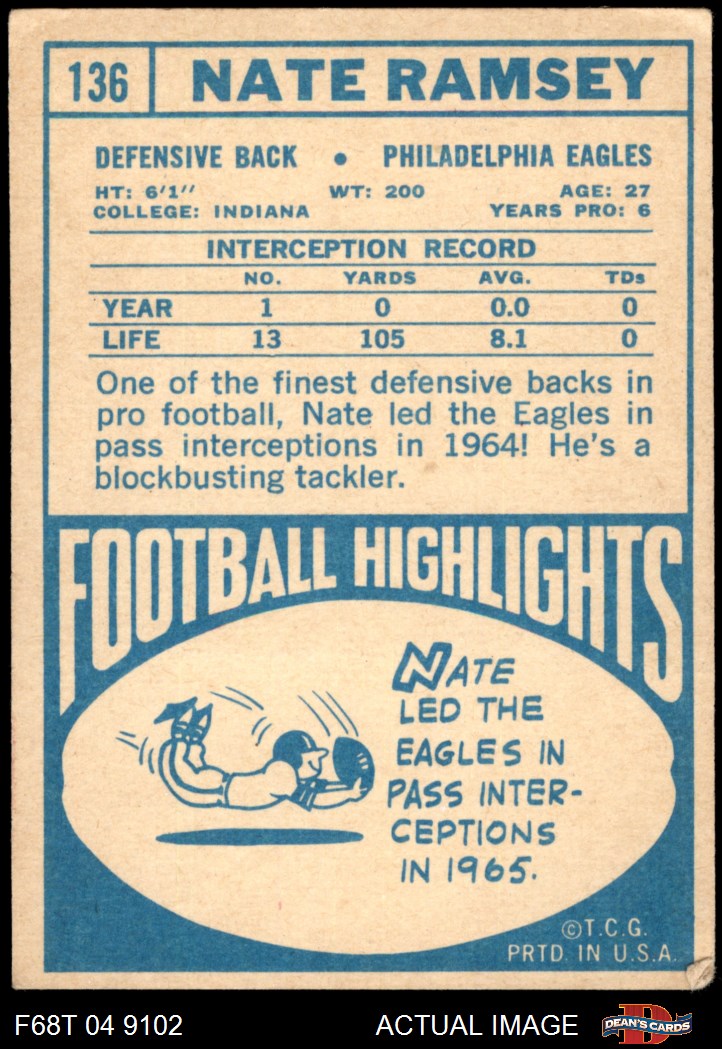 136 NATE RAMSEY
DEFENSIVE BACK • PHILADELPHIA EAGLES
HT: 6'1'' WT: 200 AGE: 27
COLLEGE: INDIANA YEARS PRO: 6
INTERCEPTION RECORD
NO. YARDS AVG. TDs
YEAR 1 0 0.0 0
LIFE 13 105 8.1 0
One of the finest defensive backs in
pro football, Nate led the Eagles in
pass interceptions in 1964! He's a
blockbusting tackler.
FOOTBALL HIGHLIGHTS
NATE
LED THE
EAGLES IN
PASS INTER-
CEPTIONS
IN 1965.
©T.C.G.
PRTD. IN U.S.A.
F68T 04 9102 ACTUAL IMAGE D DEAN'S CARDS